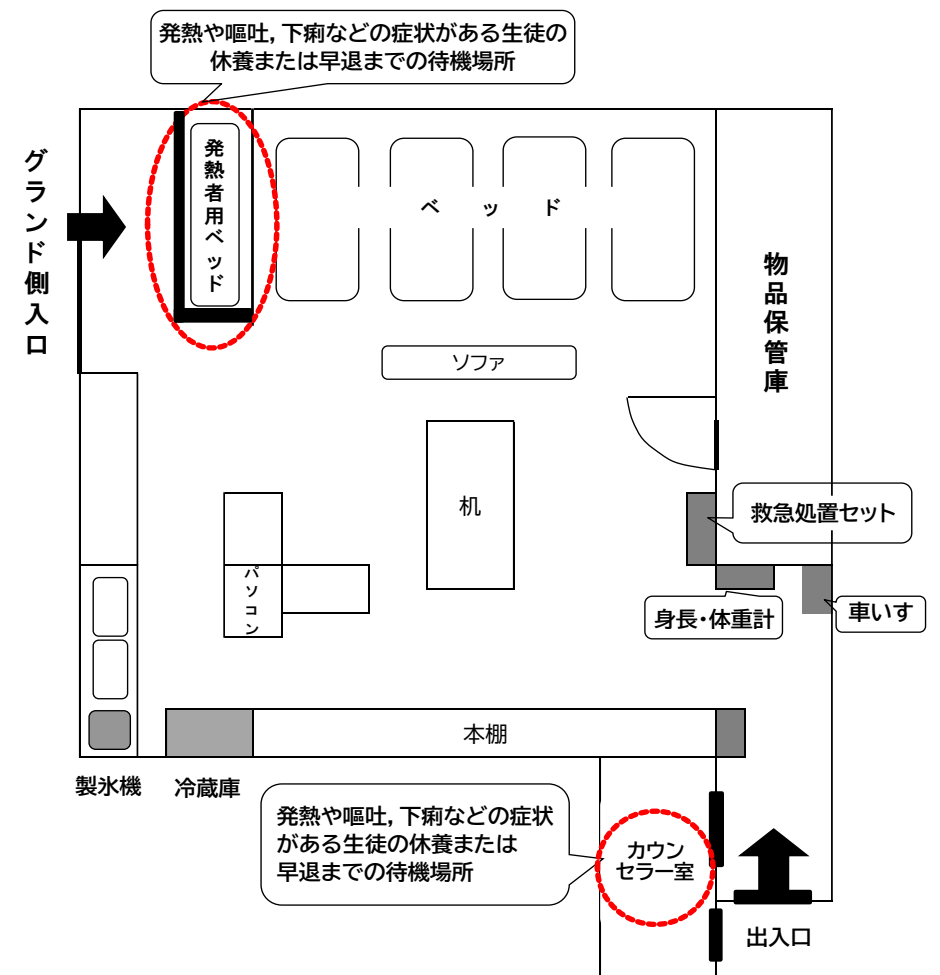 発熱や嘔吐，下痢などの症状がある生徒の
休養または早退までの待機場所
グランド側入口
発熱者用ベッド
ベッド
物品保管庫
ソファ
机
救急処置セット
パソコン
身長・体重計
車いす
本棚
製氷機
冷蔵庫
発熱や嘔吐，下痢などの症状
がある生徒の休養または
早退までの待機場所
カウン
セラー室
出入口